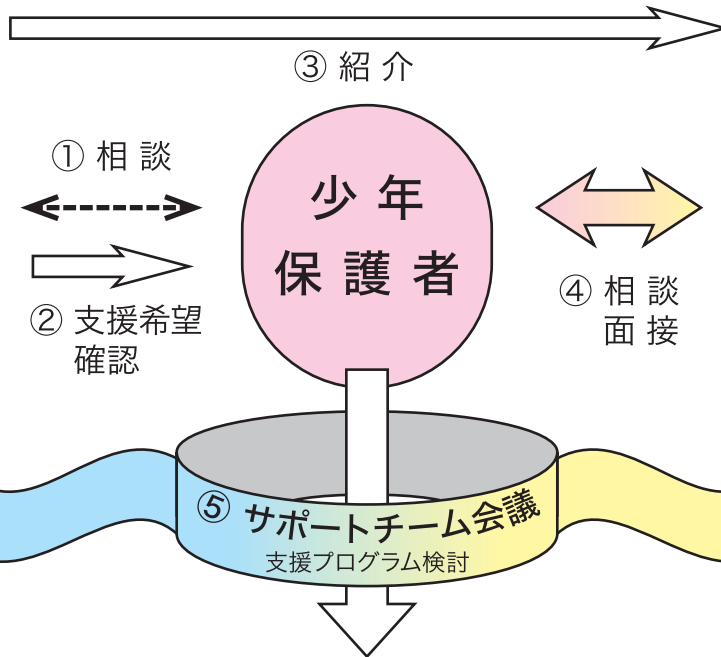 ③ 紹 介
① 相 談
少 年
保 護 者
② 支援希望
確認
④ 相 談
面 接
⑤ サポートチーム会議
支援プログラム検討